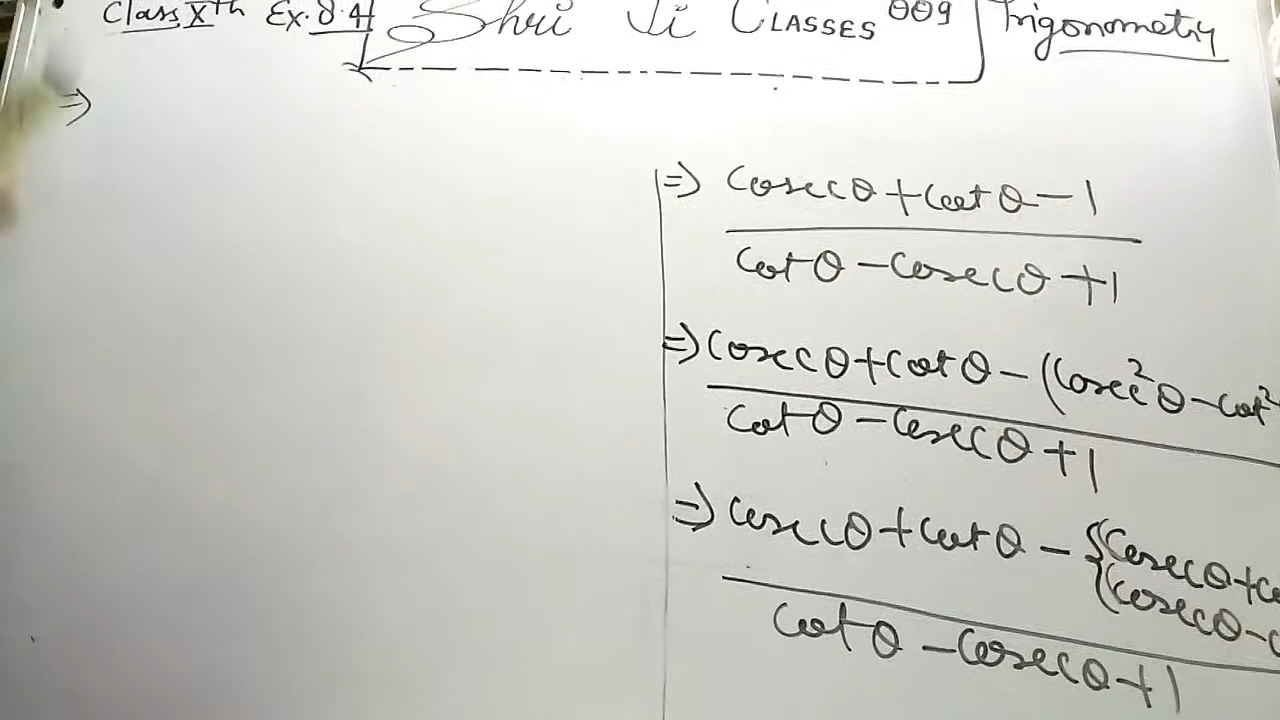 Class Xth Ex. 8.4 Shri Ji CLASSES 009 Trigonometry
⇒
⇒ Cosecθ + Cotθ − 1
Cotθ − Cosecθ + 1
⇒ Cosecθ + Cotθ − (Cosec²θ − Cot²
Cotθ − Cosecθ + 1
⇒ Cosecθ + Cotθ − {(Cosecθ + Co
(Cosecθ − C
Cotθ − Cosecθ + 1